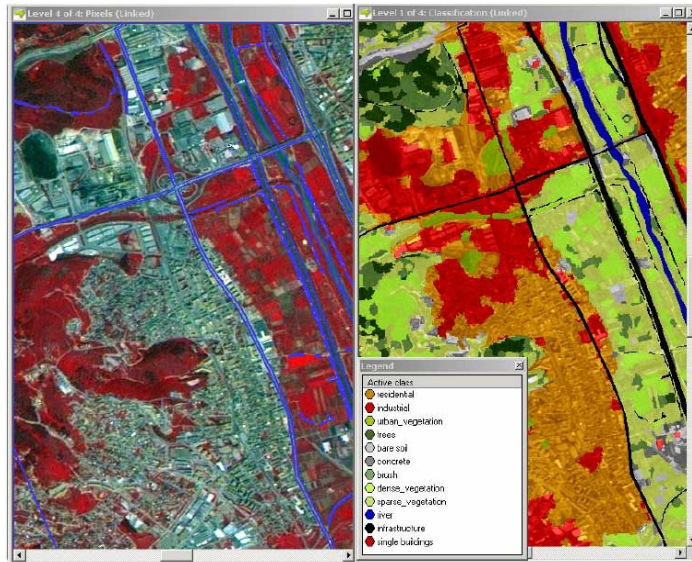 Level 4 of 4: Pixels (Linked)
Level 1 of 4: Classification (Linked)
Legend
Active class
residential
industrial
urban_vegetation
trees
bare soil
concrete
brush
dense_vegetation
sparse_vegetation
river
infrastructure
single buildings